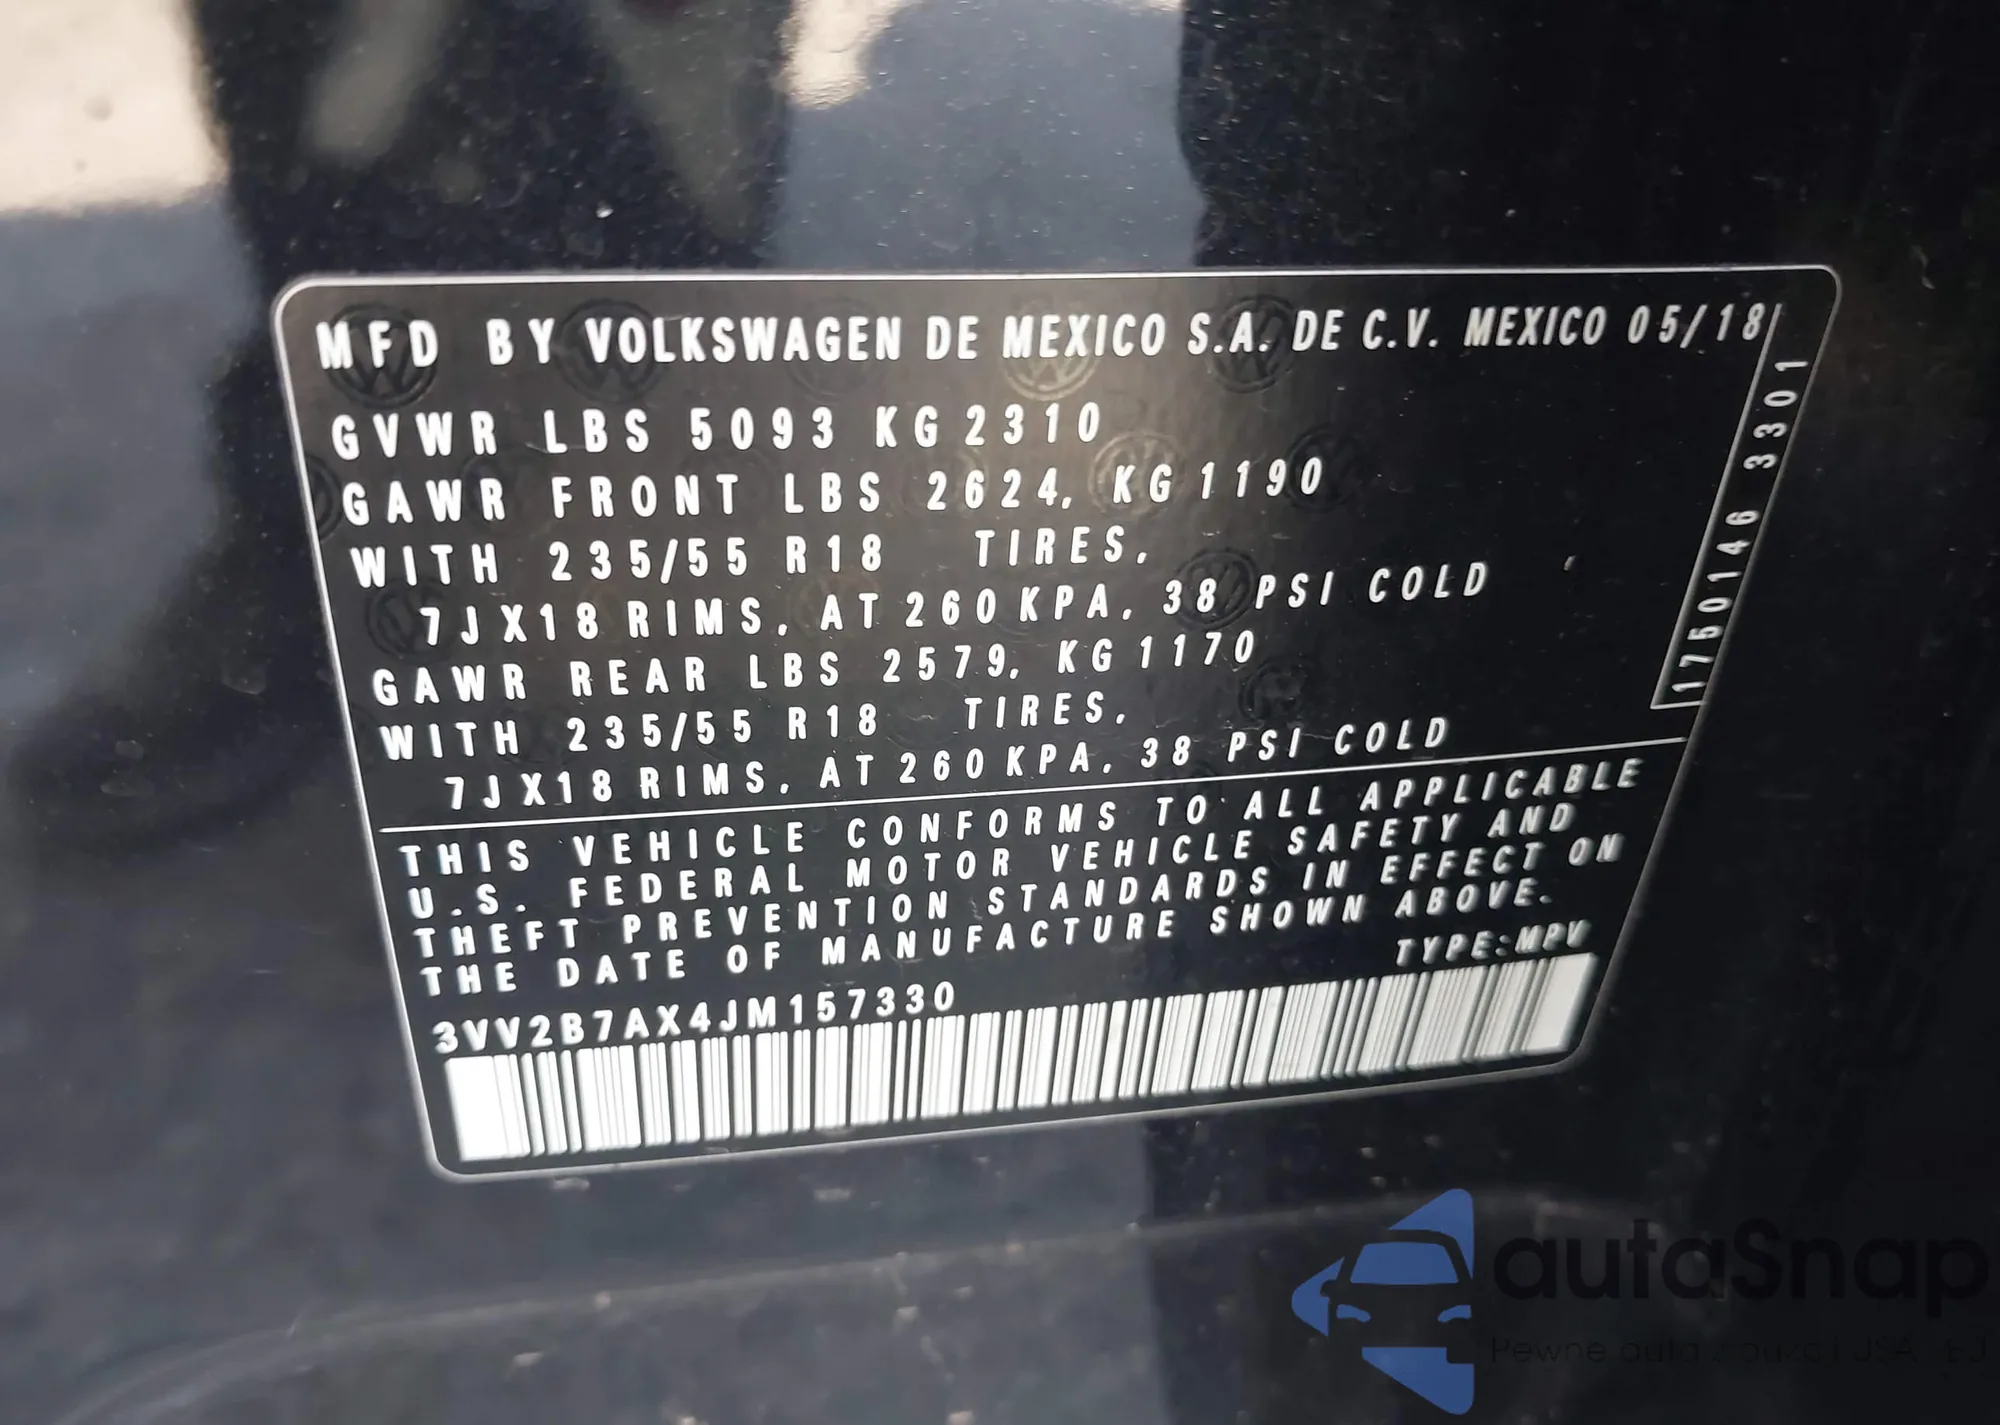 MFD BY VOLKSWAGEN DE MEXICO S.A. DE C.V. MEXICO 05/18
GVWR LBS 5093 KG 2310
GAWR FRONT LBS 2624, KG 1190
WITH 235/55 R18 TIRES,
7JX18 RIMS, AT 260 KPA, 38 PSI COLD
GAWR REAR LBS 2579, KG 1170
WITH 235/55 R18 TIRES,
7JX18 RIMS, AT 260 KPA, 38 PSI COLD
1750146 3301
THIS VEHICLE CONFORMS TO ALL APPLICABLE
U.S. FEDERAL MOTOR VEHICLE SAFETY AND
THEFT PREVENTION STANDARDS IN EFFECT ON
THE DATE OF MANUFACTURE SHOWN ABOVE.
TYPE:MPV
3VV2B7AX4JM157330
autaSnap
Pewne auta z